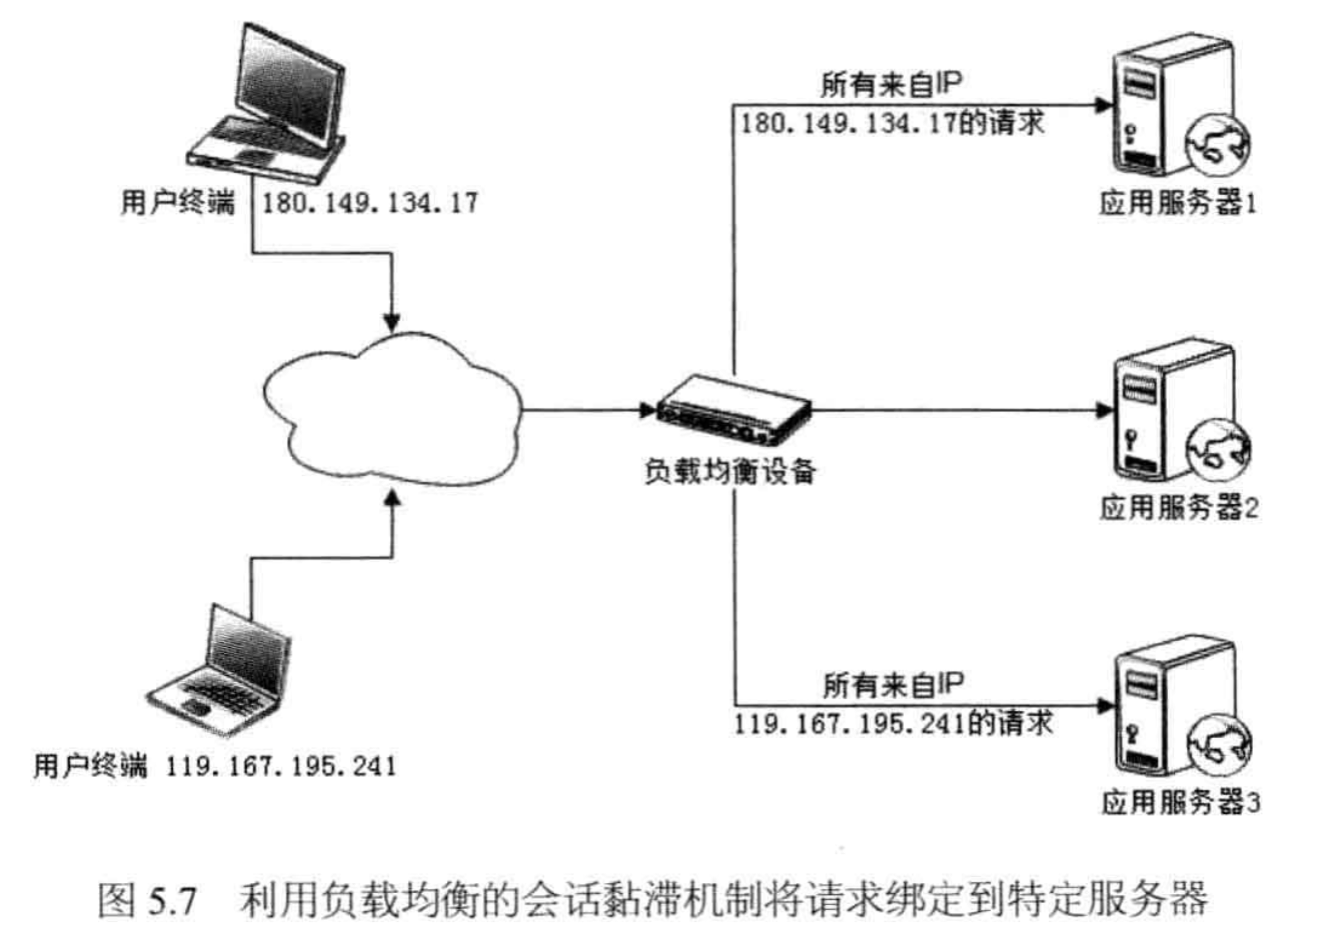 所有来自IP
180.149.134.17的请求
用户终端 180.149.134.17
应用服务器1
负载均衡设备
应用服务器2
所有来自IP
119.167.195.241的请求
用户终端 119.167.195.241
应用服务器3
图 5.7 利用负载均衡的会话黏滞机制将请求绑定到特定服务器